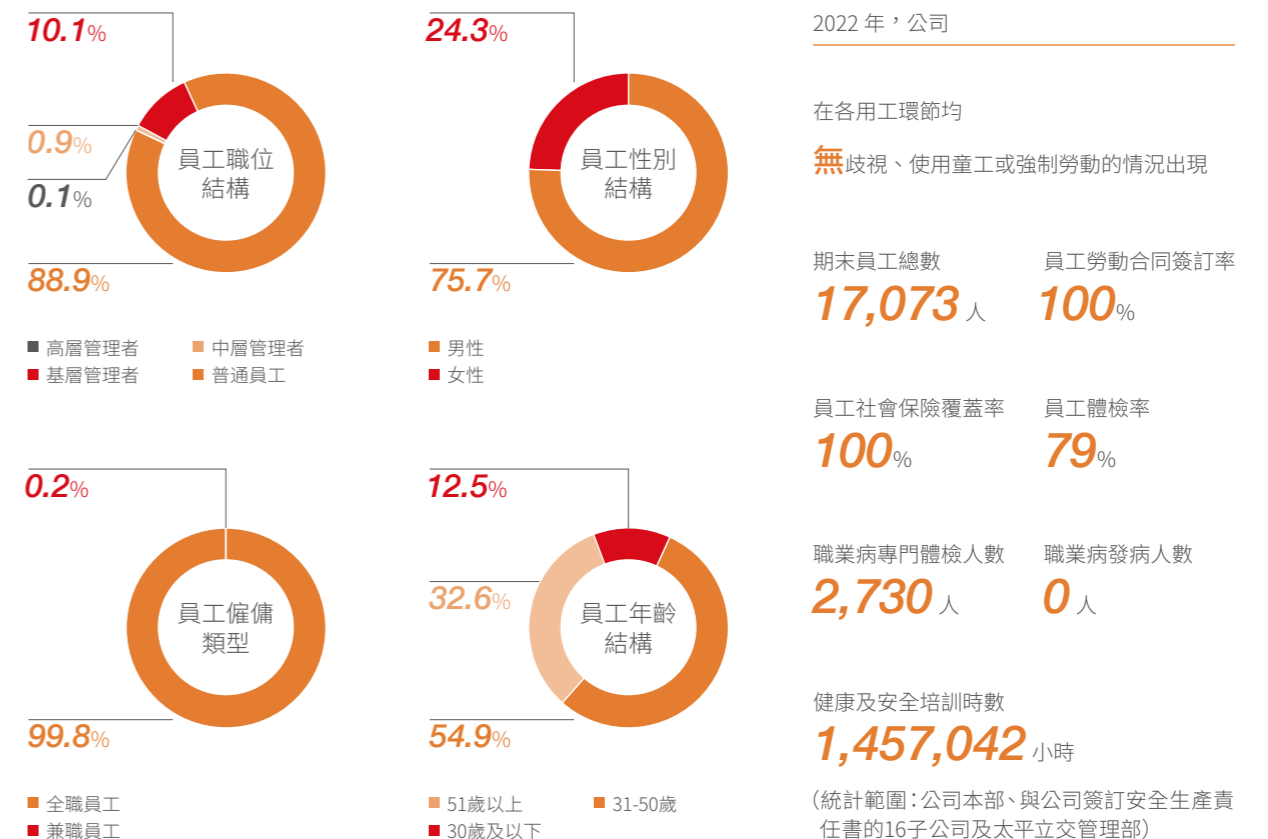 10.1%
0.9%
0.1%
88.9%
員工職位
結構
高層管理者
中層管理者
基層管理者
普通員工
24.3%
75.7%
員工性別
結構
男性
女性
0.2%
99.8%
員工僱傭
類型
全職員工
兼職員工
12.5%
32.6%
54.9%
員工年齡
結構
51歲以上
31-50歲
30歲及以下
2022 年，公司
在各用工環節均
無歧視、使用童工或強制勞動的情況出現
期末員工總數
17,073 人
員工勞動合同簽訂率
100%
員工社會保險覆蓋率
100%
員工體檢率
79%
職業病專門體檢人數
2,730 人
職業病發病人數
0 人
健康及安全培訓時數
1,457,042 小時
（統計範圍：公司本部、與公司簽訂安全生產責
任書的16子公司及太平立交管理部）